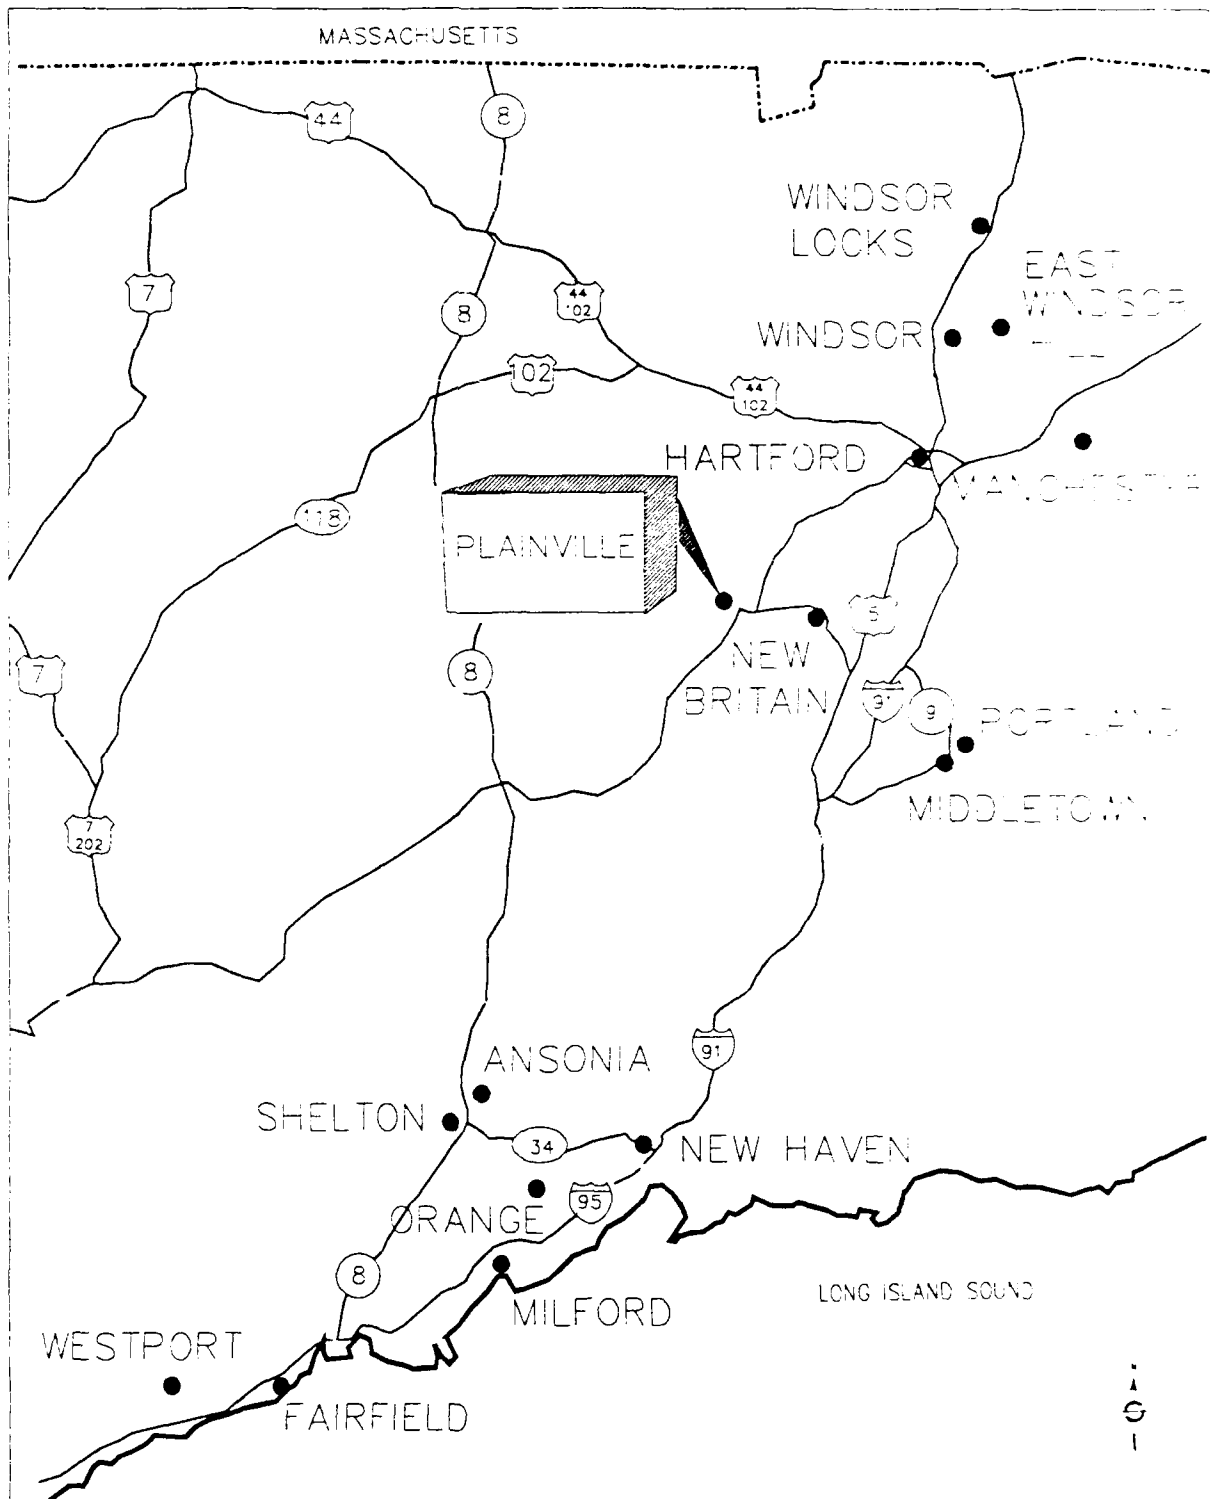 MASSACHUSETTS
44
8
WINDSOR
LOCKS
EAST
WINDSOR
7
8
44
102
WINDSOR
102
44
102
HARTFORD
118
PLAINVILLE
5
7
8
NEW
BRITAIN
91
9
PORTLAND
7
202
MIDDLETOWN
91
ANSONIA
SHELTON
34
NEW HAVEN
95
ORANGE
8
LONG ISLAND SOUND
MILFORD
WESTPORT
FAIRFIELD